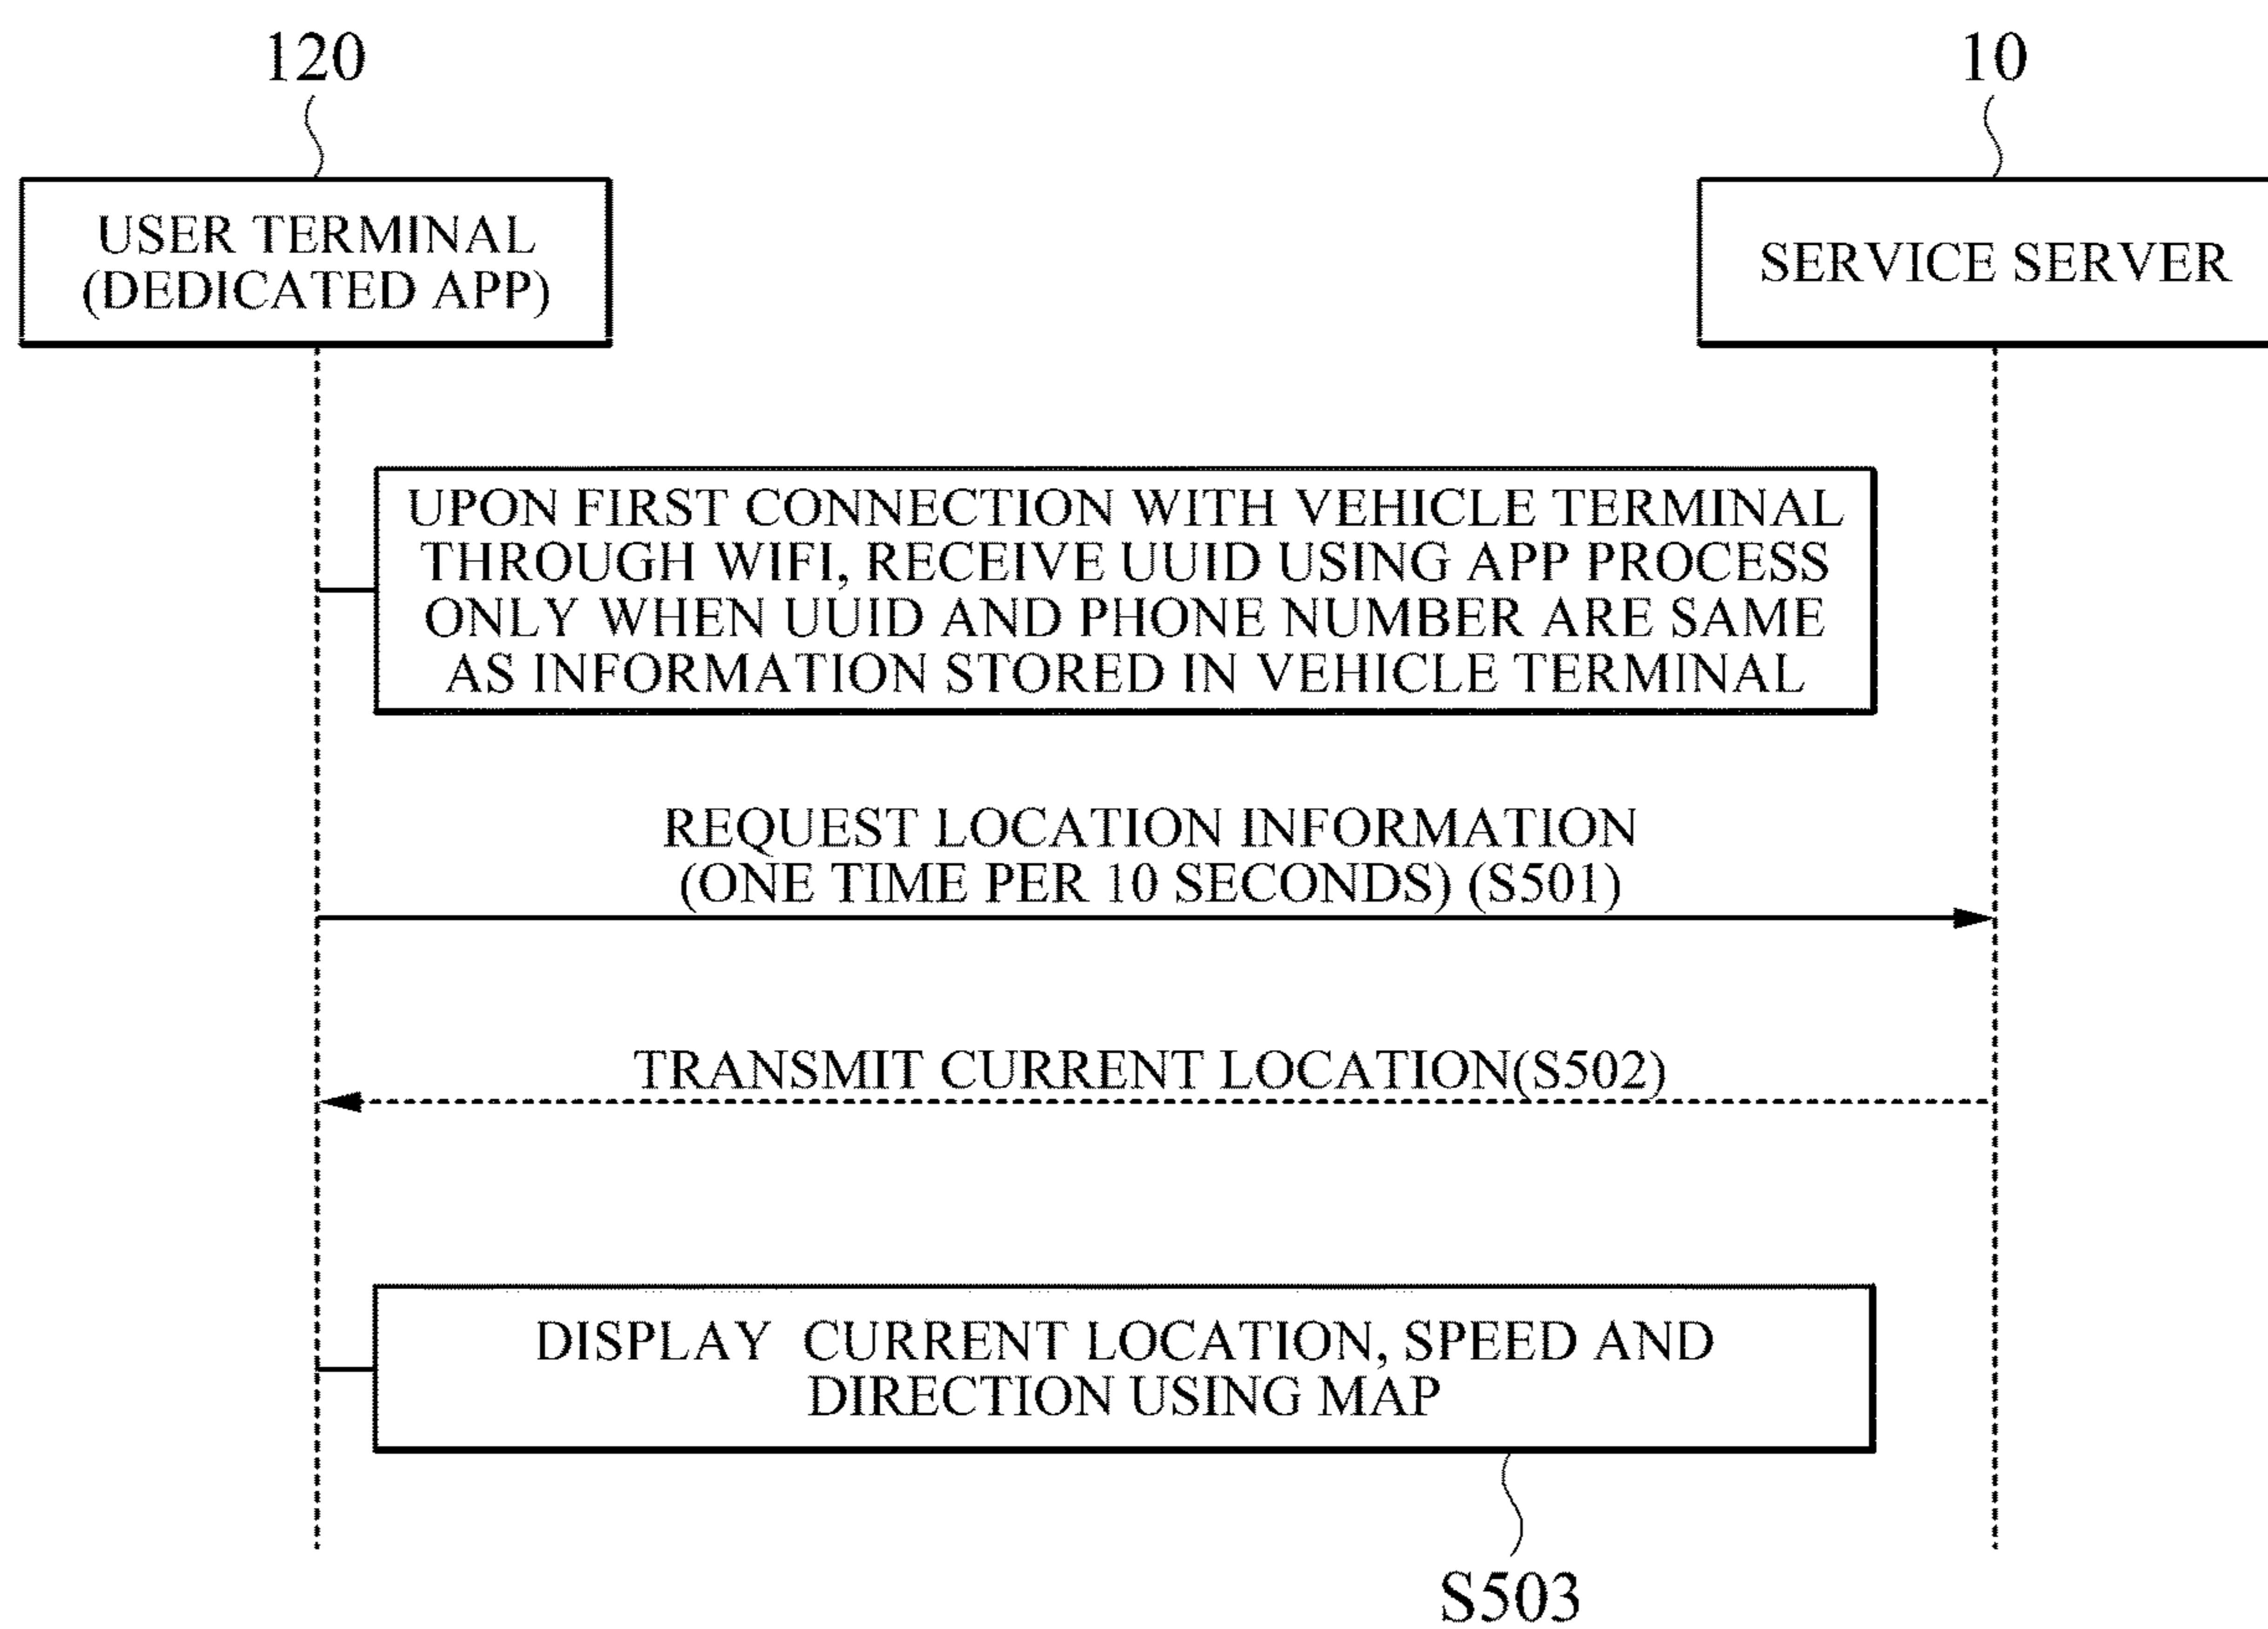 120
10
USER TERMINAL
(DEDICATED APP)
SERVICE SERVER
UPON FIRST CONNECTION WITH VEHICLE TERMINAL
THROUGH WIFI, RECEIVE UUID USING APP PROCESS
ONLY WHEN UUID AND PHONE NUMBER ARE SAME
AS INFORMATION STORED IN VEHICLE TERMINAL
REQUEST LOCATION INFORMATION
(ONE TIME PER 10 SECONDS) (S501)
TRANSMIT CURRENT LOCATION(S502)
DISPLAY CURRENT LOCATION, SPEED AND
DIRECTION USING MAP
S503